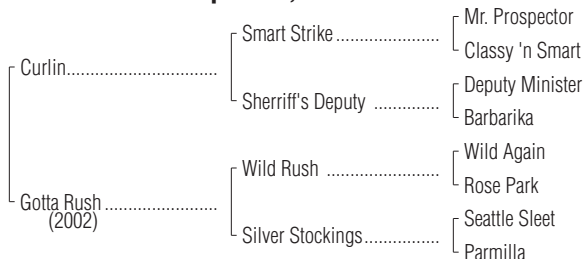 Mr. Prospector
Smart Strike....................
Classy 'n Smart
Curlin.............................
Deputy Minister
Sherriff's Deputy .............
Barbarika
Wild Again
Wild Rush ......................
Rose Park
Gotta Rush .....................
(2002)
Seattle Sleet
Silver Stockings..............
Parmilla